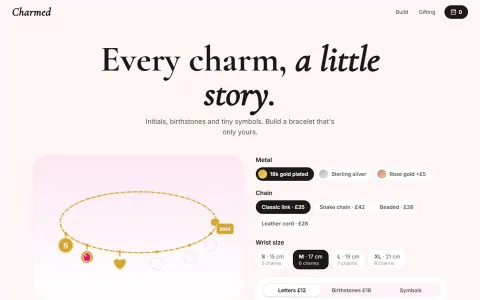 Charmed
Build
Gifting
0
Every charm, a little
story.
Initials, birthstones and tiny symbols. Build a bracelet that's
only yours.
Metal
18k gold plated
Sterling silver
Rose gold +£5
Chain
Classic link · £35
Snake chain · £42
Beaded · £38
Leather cord · £28
Wrist size
S · 15 cm
5 charms
M · 17 cm
6 charms
L · 19 cm
7 charms
XL · 21 cm
8 charms
Letters £12
Birthstones £18
Symbols
S
2024